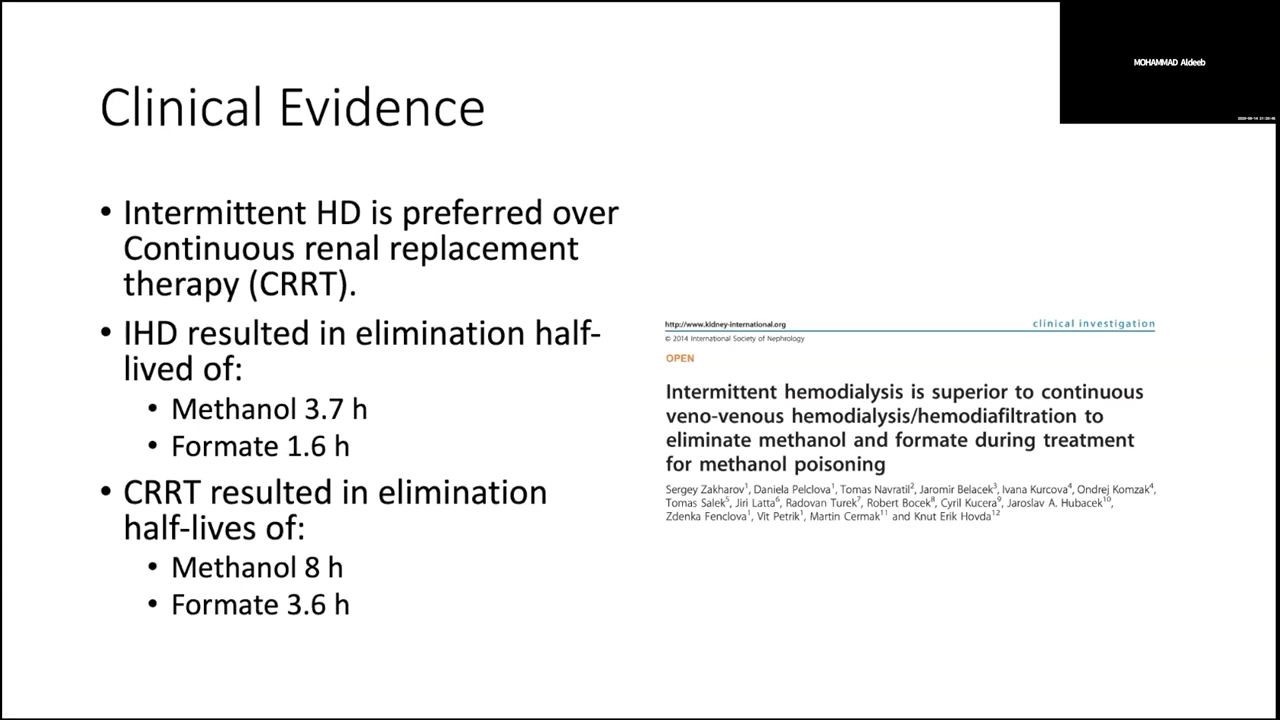 MOHAMMAD Aldeeb
Clinical Evidence
• Intermittent HD is preferred over
Continuous renal replacement
therapy (CRRT).
• IHD resulted in elimination half-
lived of:
• Methanol 3.7 h
• Formate 1.6 h
• CRRT resulted in elimination
half-lives of:
• Methanol 8 h
• Formate 3.6 h
http://www.kidney-international.org clinical investigation
© 2014 International Society of Nephrology
OPEN
Intermittent hemodialysis is superior to continuous
veno-venous hemodialysis/hemodiafiltration to
eliminate methanol and formate during treatment
for methanol poisoning
Sergey Zakharov1, Daniela Pelclova1, Tomas Navratil2, Jaromir Belacek3, Ivana Kurcova4, Ondrej Komzak4,
Tomas Salek5, Jiri Latta6, Radovan Turek7, Robert Bocek8, Cyril Kucera9, Jaroslav A. Hubacek10,
Zdenka Fenclova1, Vit Petrik1, Martin Cermak11 and Knut Erik Hovda12